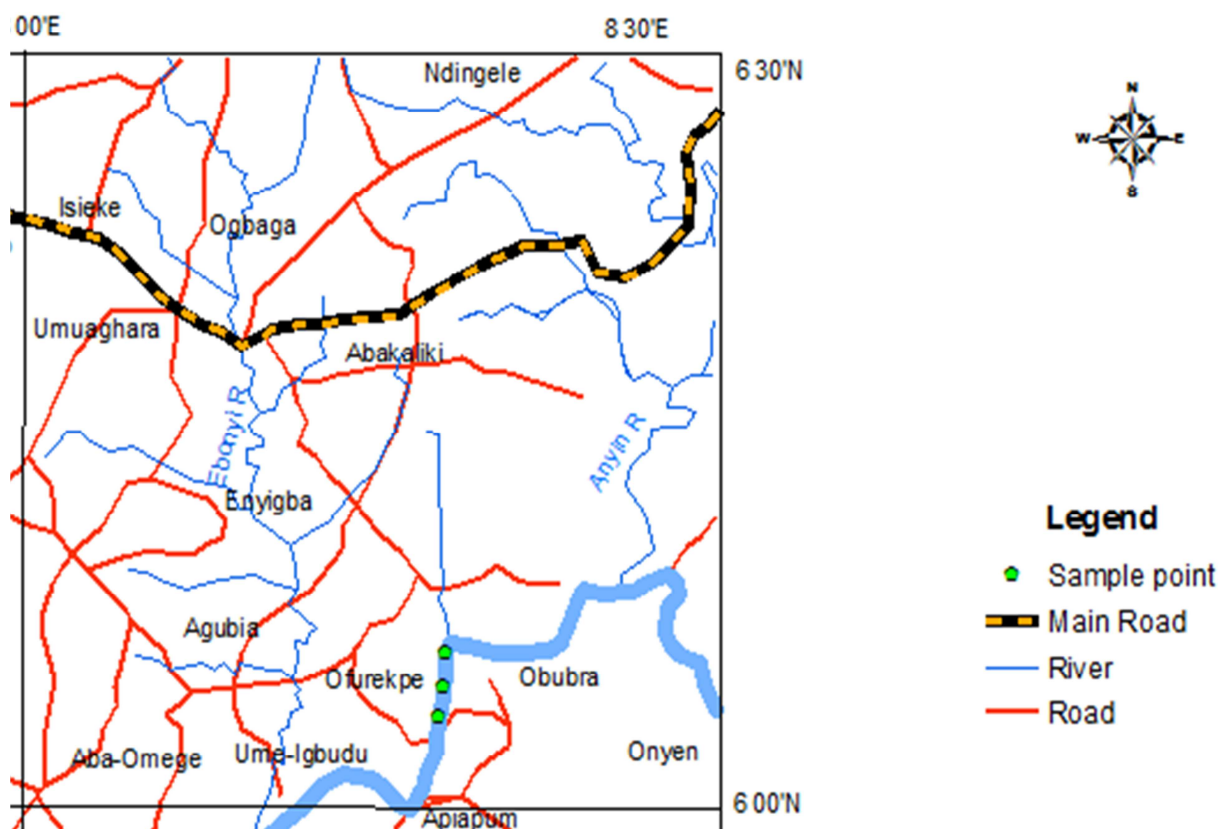 00'E
8 30'E
6 30'N
Ndingele
N
W
E
S
Isieke
Ogbaga
Umuaghara
Abakaliki
Ebonyi R
Anyin R
Enyigba
Legend
Sample point
Main Road
River
Road
Agubia
Ofurekpe
Obubra
Aba-Omege
Ume-Igbudu
Onyen
6 00'N
Apiapum